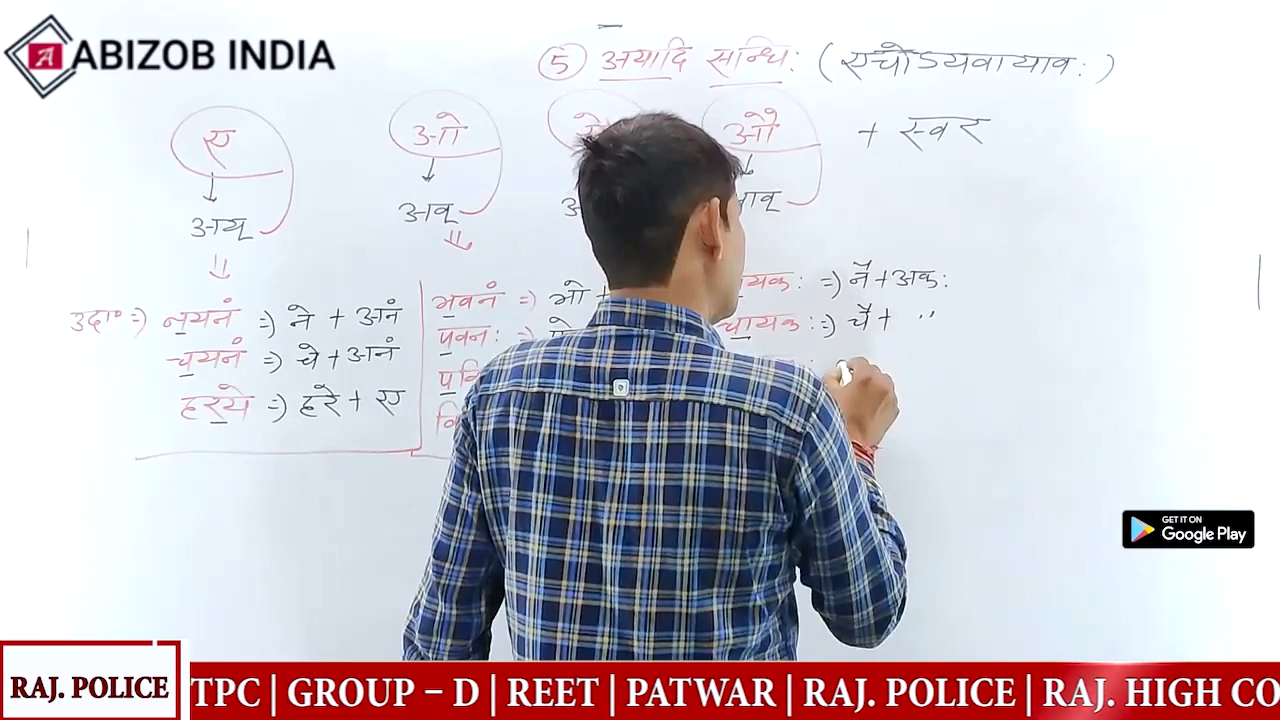 ABIZOB INDIA
A
⑤ अयादि सन्धिः (एचोऽयवायावः)
ए ओ औ + स्वर
अय् अव्
उदा० => नयनं => ने + अनं
चयनं => चे + अनं
हरये => हरे + ए
भवनं => भो +
पवनः =>
यकः => नै + अकः
चायकः => चै + ''
GET IT ON
Google Play
RAJ. POLICE
TPC | GROUP – D | REET | PATWAR | RAJ. POLICE | RAJ. HIGH CO